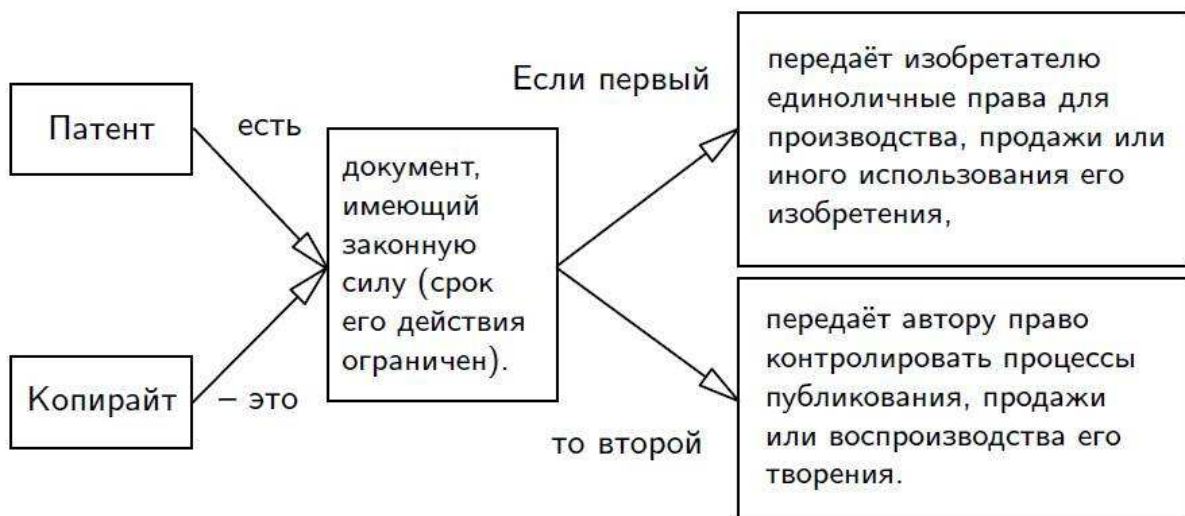 Патент
есть
Копирайт
– это
документ,
имеющий
законную
силу (срок
его действия
ограничен).
Если первый
передаёт изобретателю
единоличные права для
производства, продажи или
иного использования его
изобретения,
то второй
передаёт автору право
контролировать процессы
публикования, продажи
или воспроизводства его
творения.